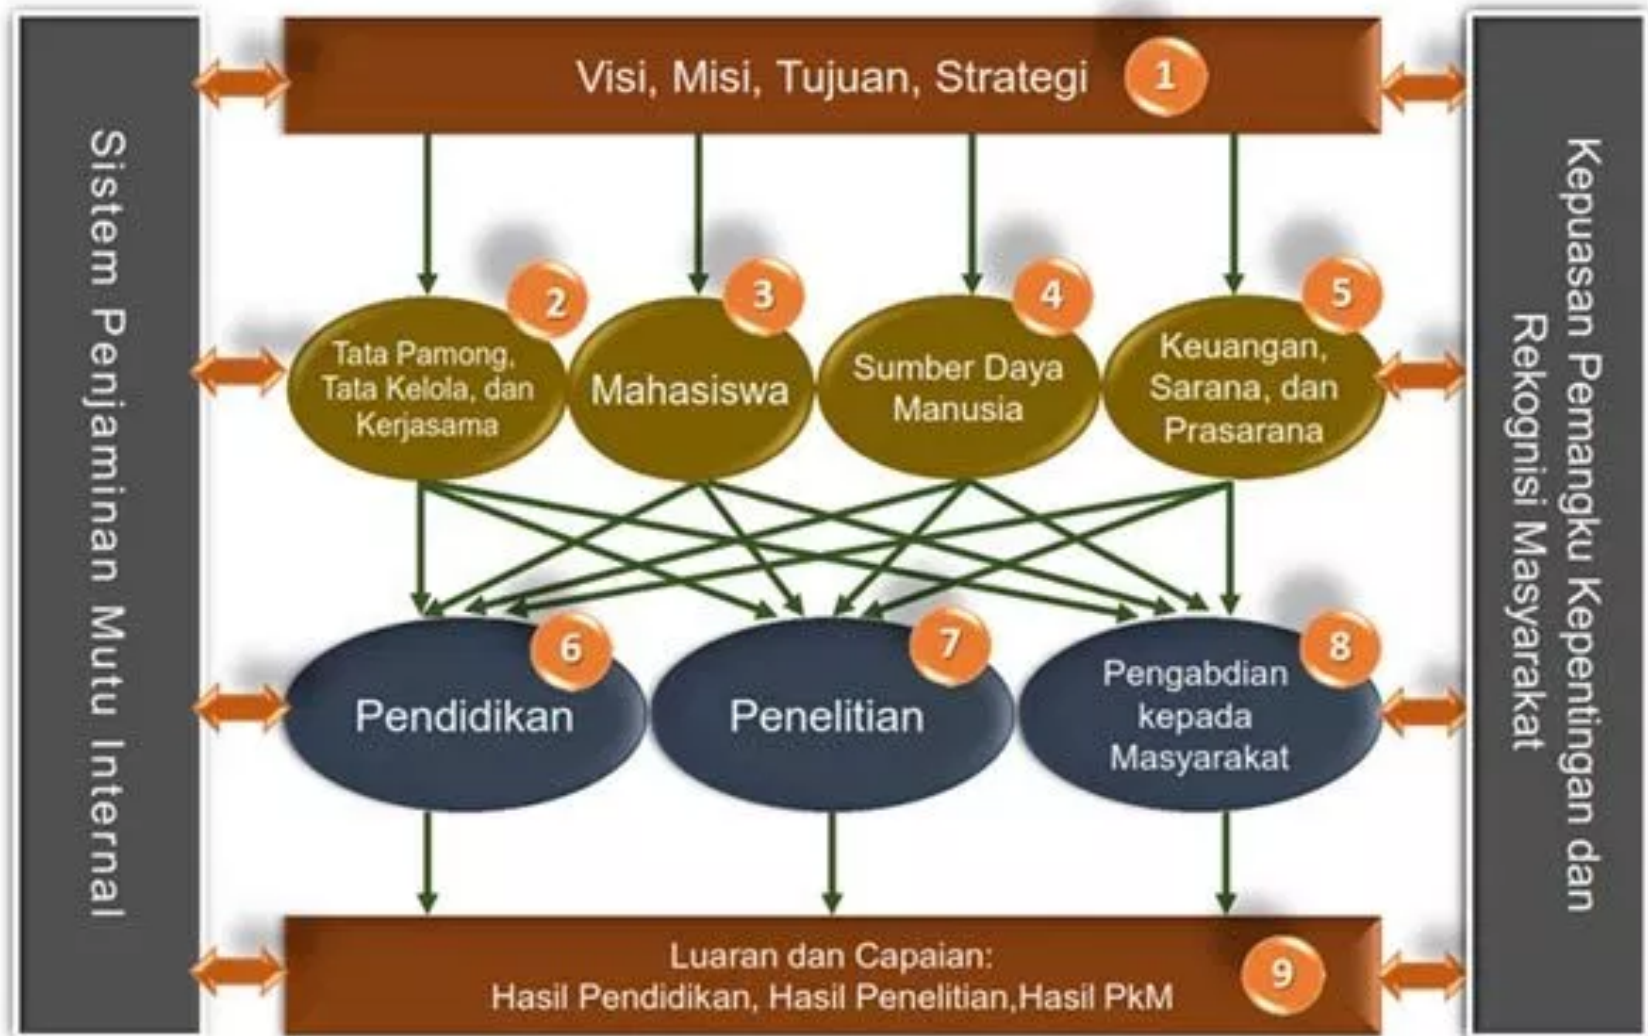 Sistem Penjaminan Mutu Internal
Visi, Misi, Tujuan, Strategi
1
2
Tata Pamong,
Tata Kelola, dan
Kerjasama
3
Mahasiswa
4
Sumber Daya
Manusia
5
Keuangan,
Sarana, dan
Prasarana
6
Pendidikan
7
Penelitian
8
Pengabdian
kepada
Masyarakat
Luaran dan Capaian:
Hasil Pendidikan, Hasil Penelitian,Hasil PkM
9
Kepuasan Pemangku Kepentingan dan
Rekognisi Masyarakat